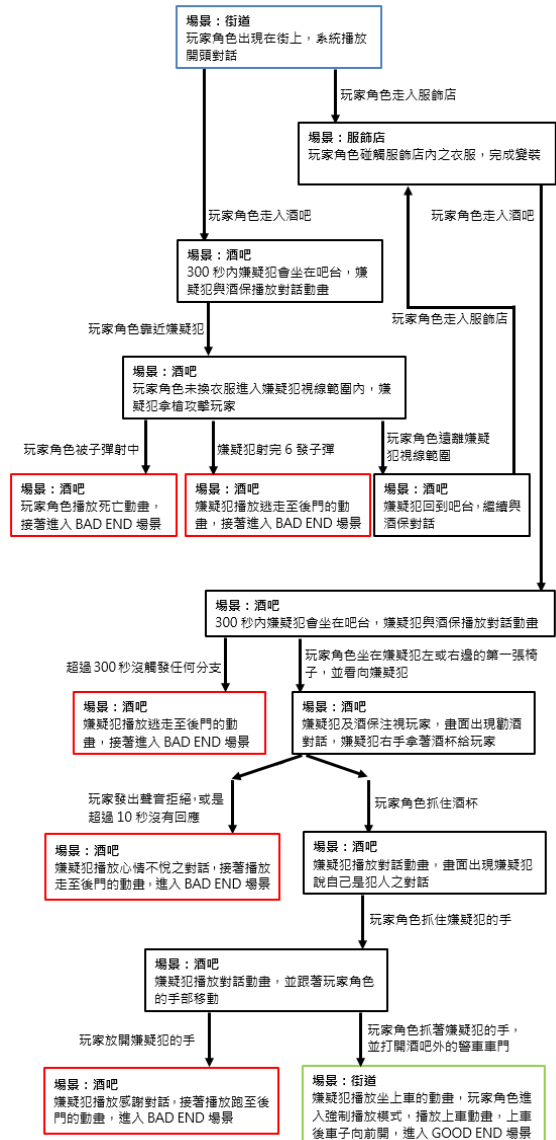 場景：街道
玩家角色出現在街上，系統播放
開頭對話
玩家角色走入服飾店
場景：服飾店
玩家角色碰觸服飾店內之衣服，完成變裝
玩家角色走入酒吧
玩家角色走入酒吧
場景：酒吧
300 秒內嫌疑犯會坐在吧台，嫌
疑犯與酒保播放對話動畫
玩家角色走入服飾店
玩家角色靠近嫌疑犯
場景：酒吧
玩家角色未換衣服進入嫌疑犯視線範圍內，嫌
疑犯拿槍攻擊玩家
玩家角色被子彈射中
嫌疑犯射完 6 發子彈
玩家角色遠離嫌疑
犯視線範圍
場景：酒吧
玩家角色播放死亡動畫，
接著進入 BAD END 場景
場景：酒吧
嫌疑犯播放逃走至後門的動
畫，接著進入 BAD END 場景
場景：酒吧
嫌疑犯回到吧台，繼續與
酒保對話
場景：酒吧
300 秒內嫌疑犯會坐在吧台，嫌疑犯與酒保播放對話動畫
超過 300 秒沒觸發任何分支
玩家角色坐在嫌疑犯左或右邊的第一張椅
子，並看向嫌疑犯
場景：酒吧
嫌疑犯播放逃走至後門的動
畫，接著進入 BAD END 場景
場景：酒吧
嫌疑犯及酒保注視玩家，畫面出現勸酒
對話，嫌疑犯右手拿著酒杯給玩家
玩家發出聲音拒絕，或是
超過 10 秒沒有回應
玩家角色抓住酒杯
場景：酒吧
嫌疑犯播放心情不悅之對話，接著播放
走至後門的動畫，進入 BAD END 場景
場景：酒吧
嫌疑犯播放對話動畫，畫面出現嫌疑犯
說自己是犯人之對話
玩家角色抓住嫌疑犯的手
場景：酒吧
嫌疑犯播放對話動畫，並跟著玩家角色
的手部移動
玩家放開嫌疑犯的手
玩家角色抓著嫌疑犯的手，
並打開酒吧外的警車車門
場景：酒吧
嫌疑犯播放感謝對話，接著播放跑至後
門的動畫，進入 BAD END 場景
場景：街道
嫌疑犯播放坐上車的動畫，玩家角色進
入強制播放模式，播放上車動畫，上車
後車子向前開，進入 GOOD END 場景